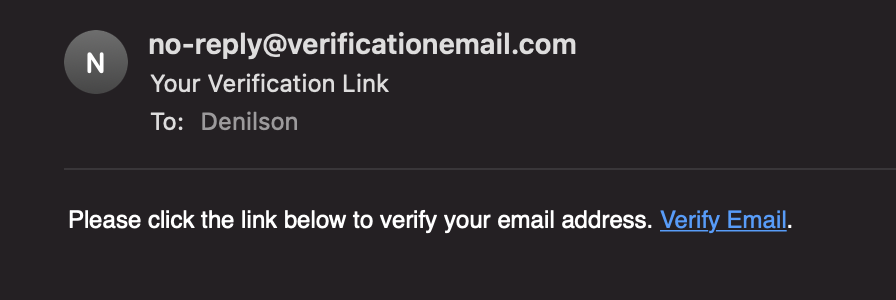 N
no-reply@verificationemail.com
Your Verification Link
To: Denilson
Please click the link below to verify your email address. Verify Email.